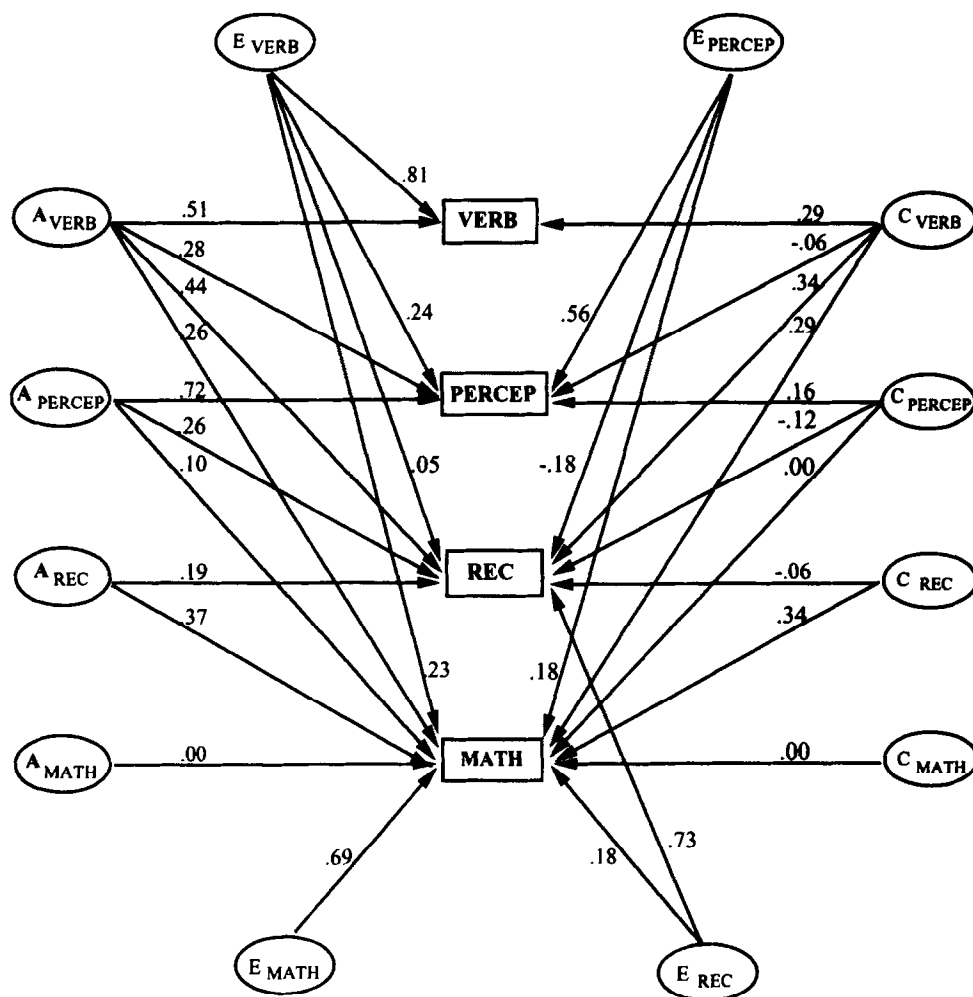 E VERB
E PERCEP
.81
A VERB
.51
VERB
.29
C VERB
.28
-.06
.44
.34
.26
.24
.56
.29
A PERCEP
.72
PERCEP
.16
C PERCEP
.26
-.12
.10
.05
-.18
.00
A REC
.19
REC
-.06
C REC
.37
.34
.23
.18
A MATH
.00
MATH
.00
C MATH
.69
.18
.73
E MATH
E REC